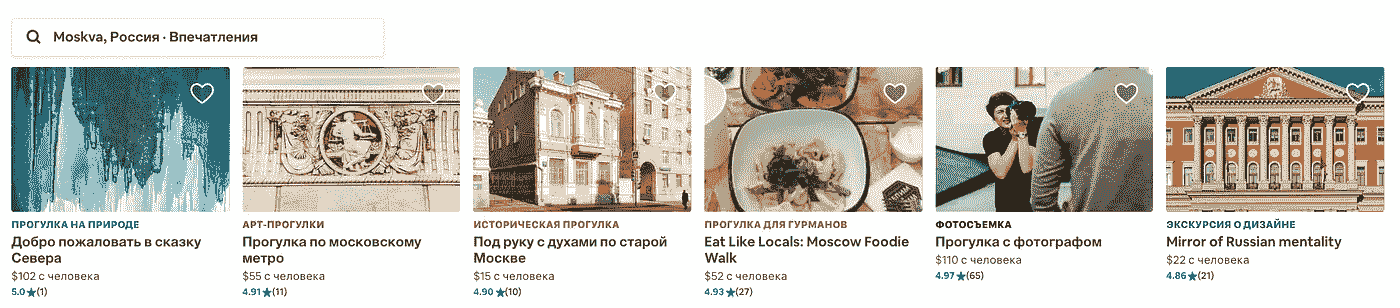 Moskva, Россия · Впечатления
ПРОГУЛКА НА ПРИРОДЕ
Добро пожаловать в сказку
Севера
$102 с человека
5.0★(1)
АРТ-ПРОГУЛКИ
Прогулка по московскому
метро
$55 с человека
4.91★(11)
ИСТОРИЧЕСКАЯ ПРОГУЛКА
Под руку с духами по старой
Москве
$15 с человека
4.90★(10)
ПРОГУЛКА ДЛЯ ГУРМАНОВ
Eat Like Locals: Moscow Foodie
Walk
$52 с человека
4.93★(27)
ФОТОСЪЕМКА
Прогулка с фотографом
$110 с человека
4.97★(65)
ЭКСКУРСИЯ О ДИЗАЙНЕ
Mirror of Russian mentality
$22 с человека
4.86★(21)